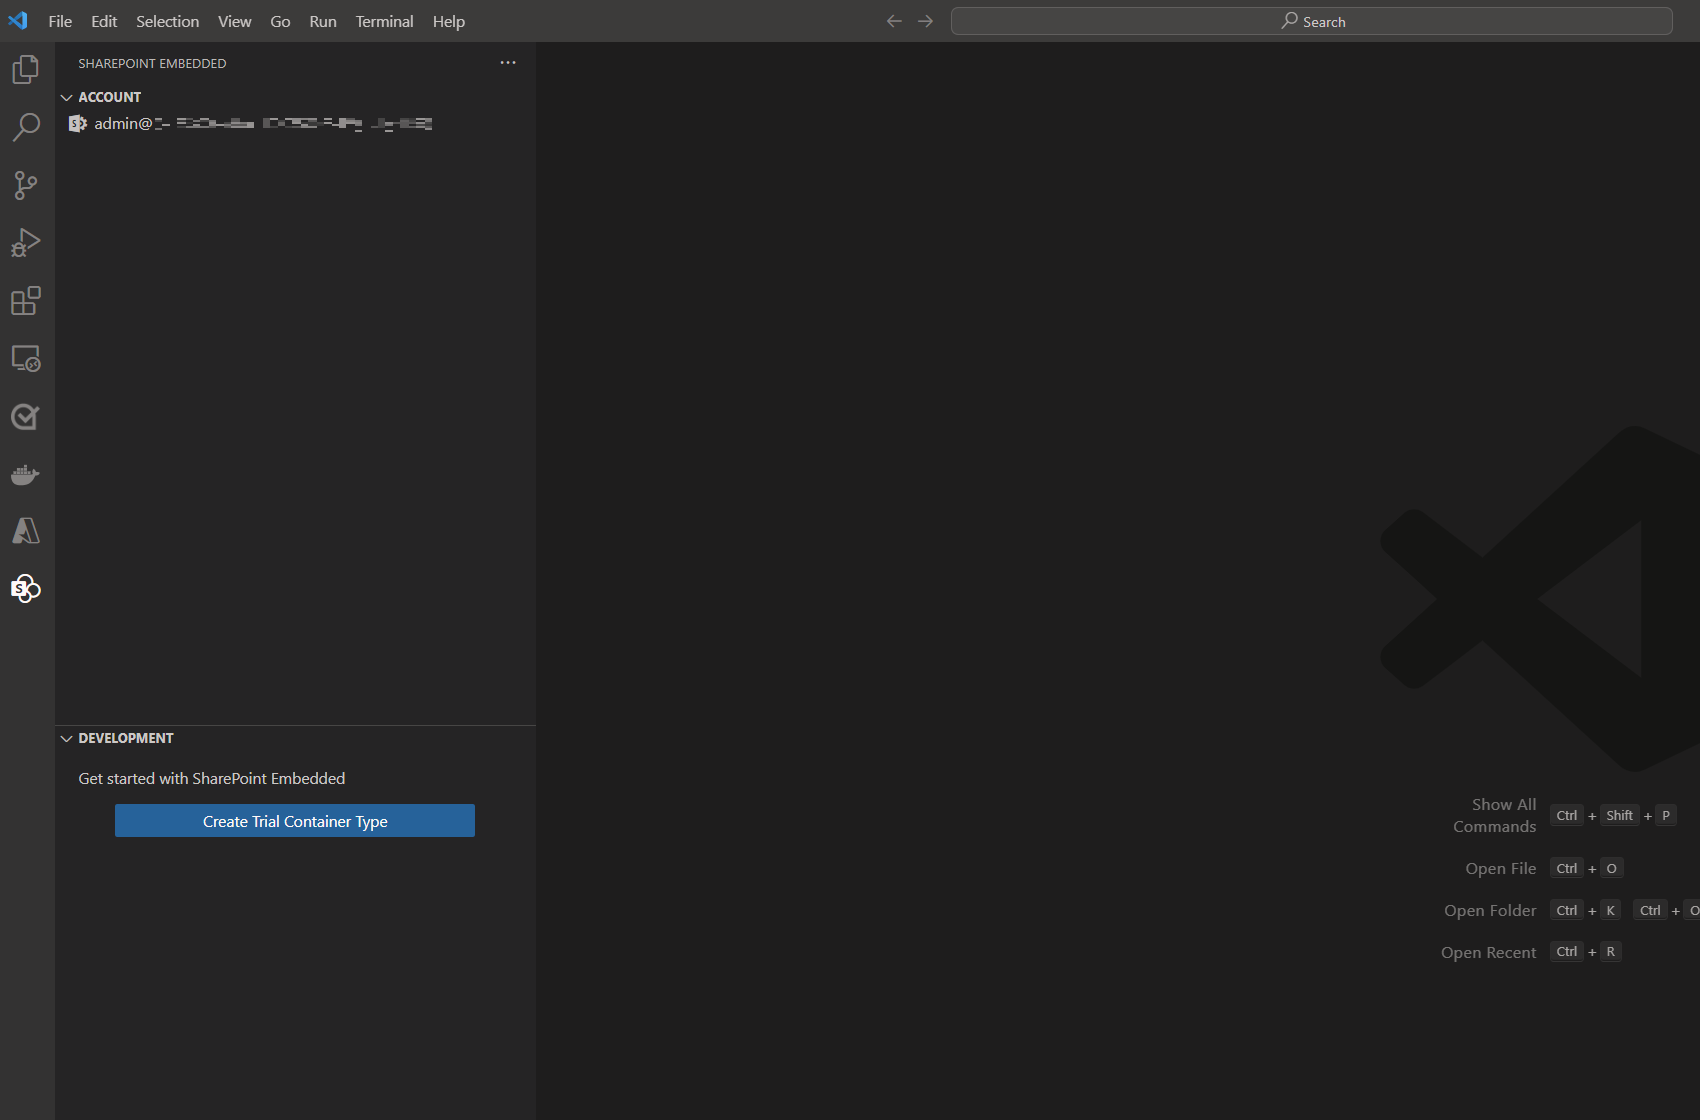 File Edit Selection View Go Run Terminal Help
Search
SHAREPOINT EMBEDDED
ACCOUNT
admin@
DEVELOPMENT
Get started with SharePoint Embedded
Create Trial Container Type
Show All
Commands
Ctrl + Shift + P
Open File Ctrl + O
Open Folder Ctrl + K Ctrl + O
Open Recent Ctrl + R